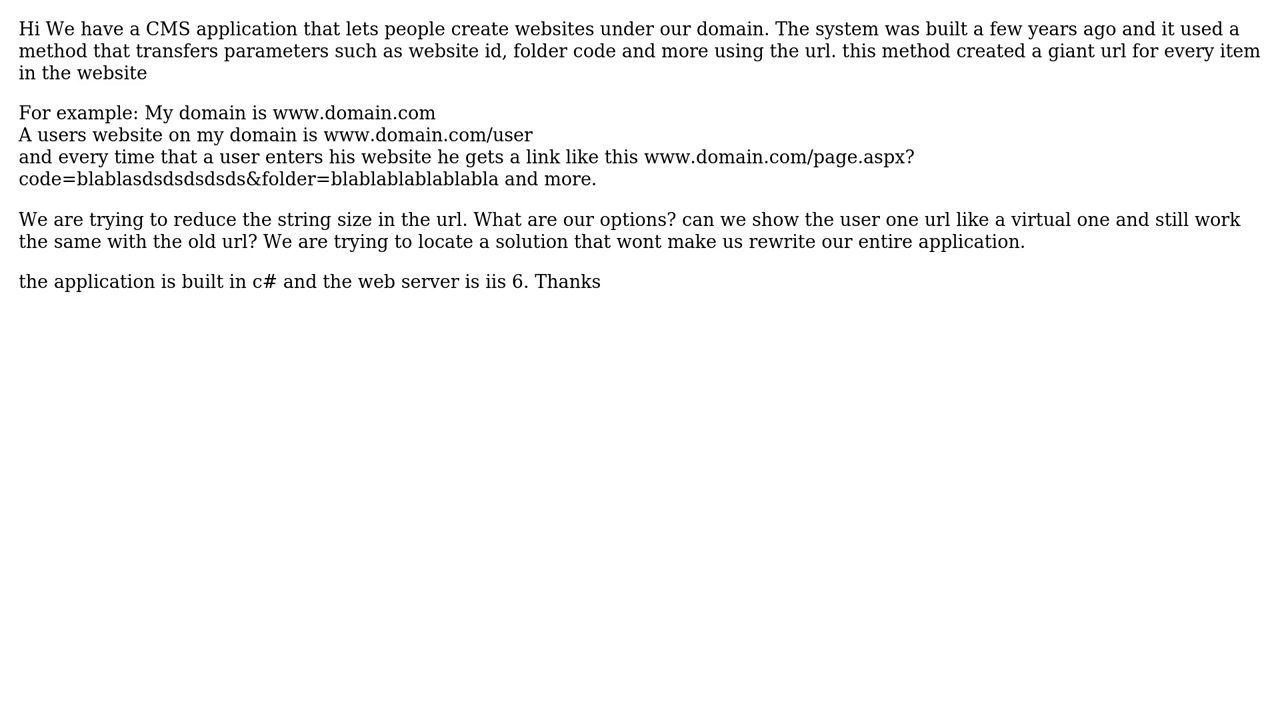 Hi We have a CMS application that lets people create websites under our domain. The system was built a few years ago and it used a
method that transfers parameters such as website id, folder code and more using the url. this method created a giant url for every item
in the website
For example: My domain is www.domain.com
A users website on my domain is www.domain.com/user
and every time that a user enters his website he gets a link like this www.domain.com/page.aspx?
code=blablasdsdsdsdsds&folder=blablablablablabla and more.
We are trying to reduce the string size in the url. What are our options? can we show the user one url like a virtual one and still work
the same with the old url? We are trying to locate a solution that wont make us rewrite our entire application.
the application is built in c# and the web server is iis 6. Thanks